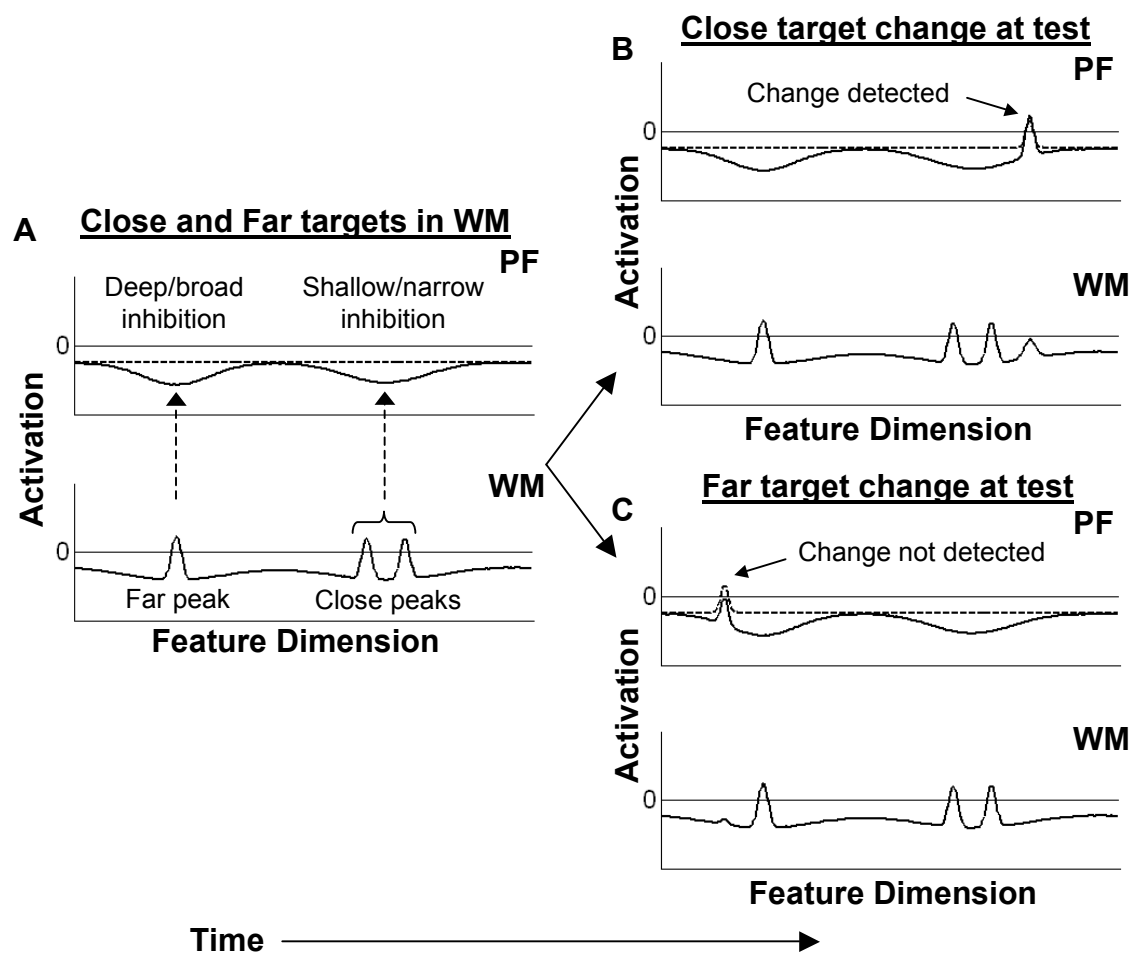 A
Close and Far targets in WM
PF
Deep/broad
inhibition
Shallow/narrow
inhibition
0
Activation
WM
0
Far peak
Close peaks
Feature Dimension
Close target change at test
B
PF
Change detected
0
Activation
WM
0
Feature Dimension
Far target change at test
C
PF
Change not detected
0
Activation
WM
0
Feature Dimension
Time